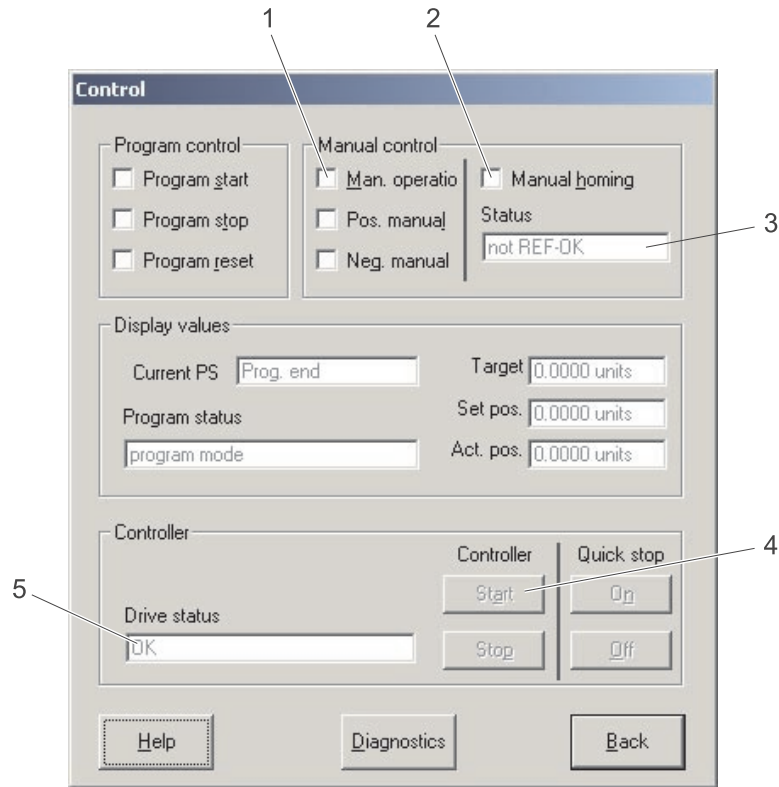 1
2
Control
Program control
Program start
Program stop
Program reset
Manual control
Man. operatio
Pos. manual
Neg. manual
Manual homing
Status
not REF-OK
3
Display values
Current PS
Prog. end
Program status
program mode
Target
0.0000 units
Set pos.
0.0000 units
Act. pos.
0.0000 units
Controller
Drive status
OK
5
Controller
Start
Stop
Quick stop
On
Off
4
Help
Diagnostics
Back